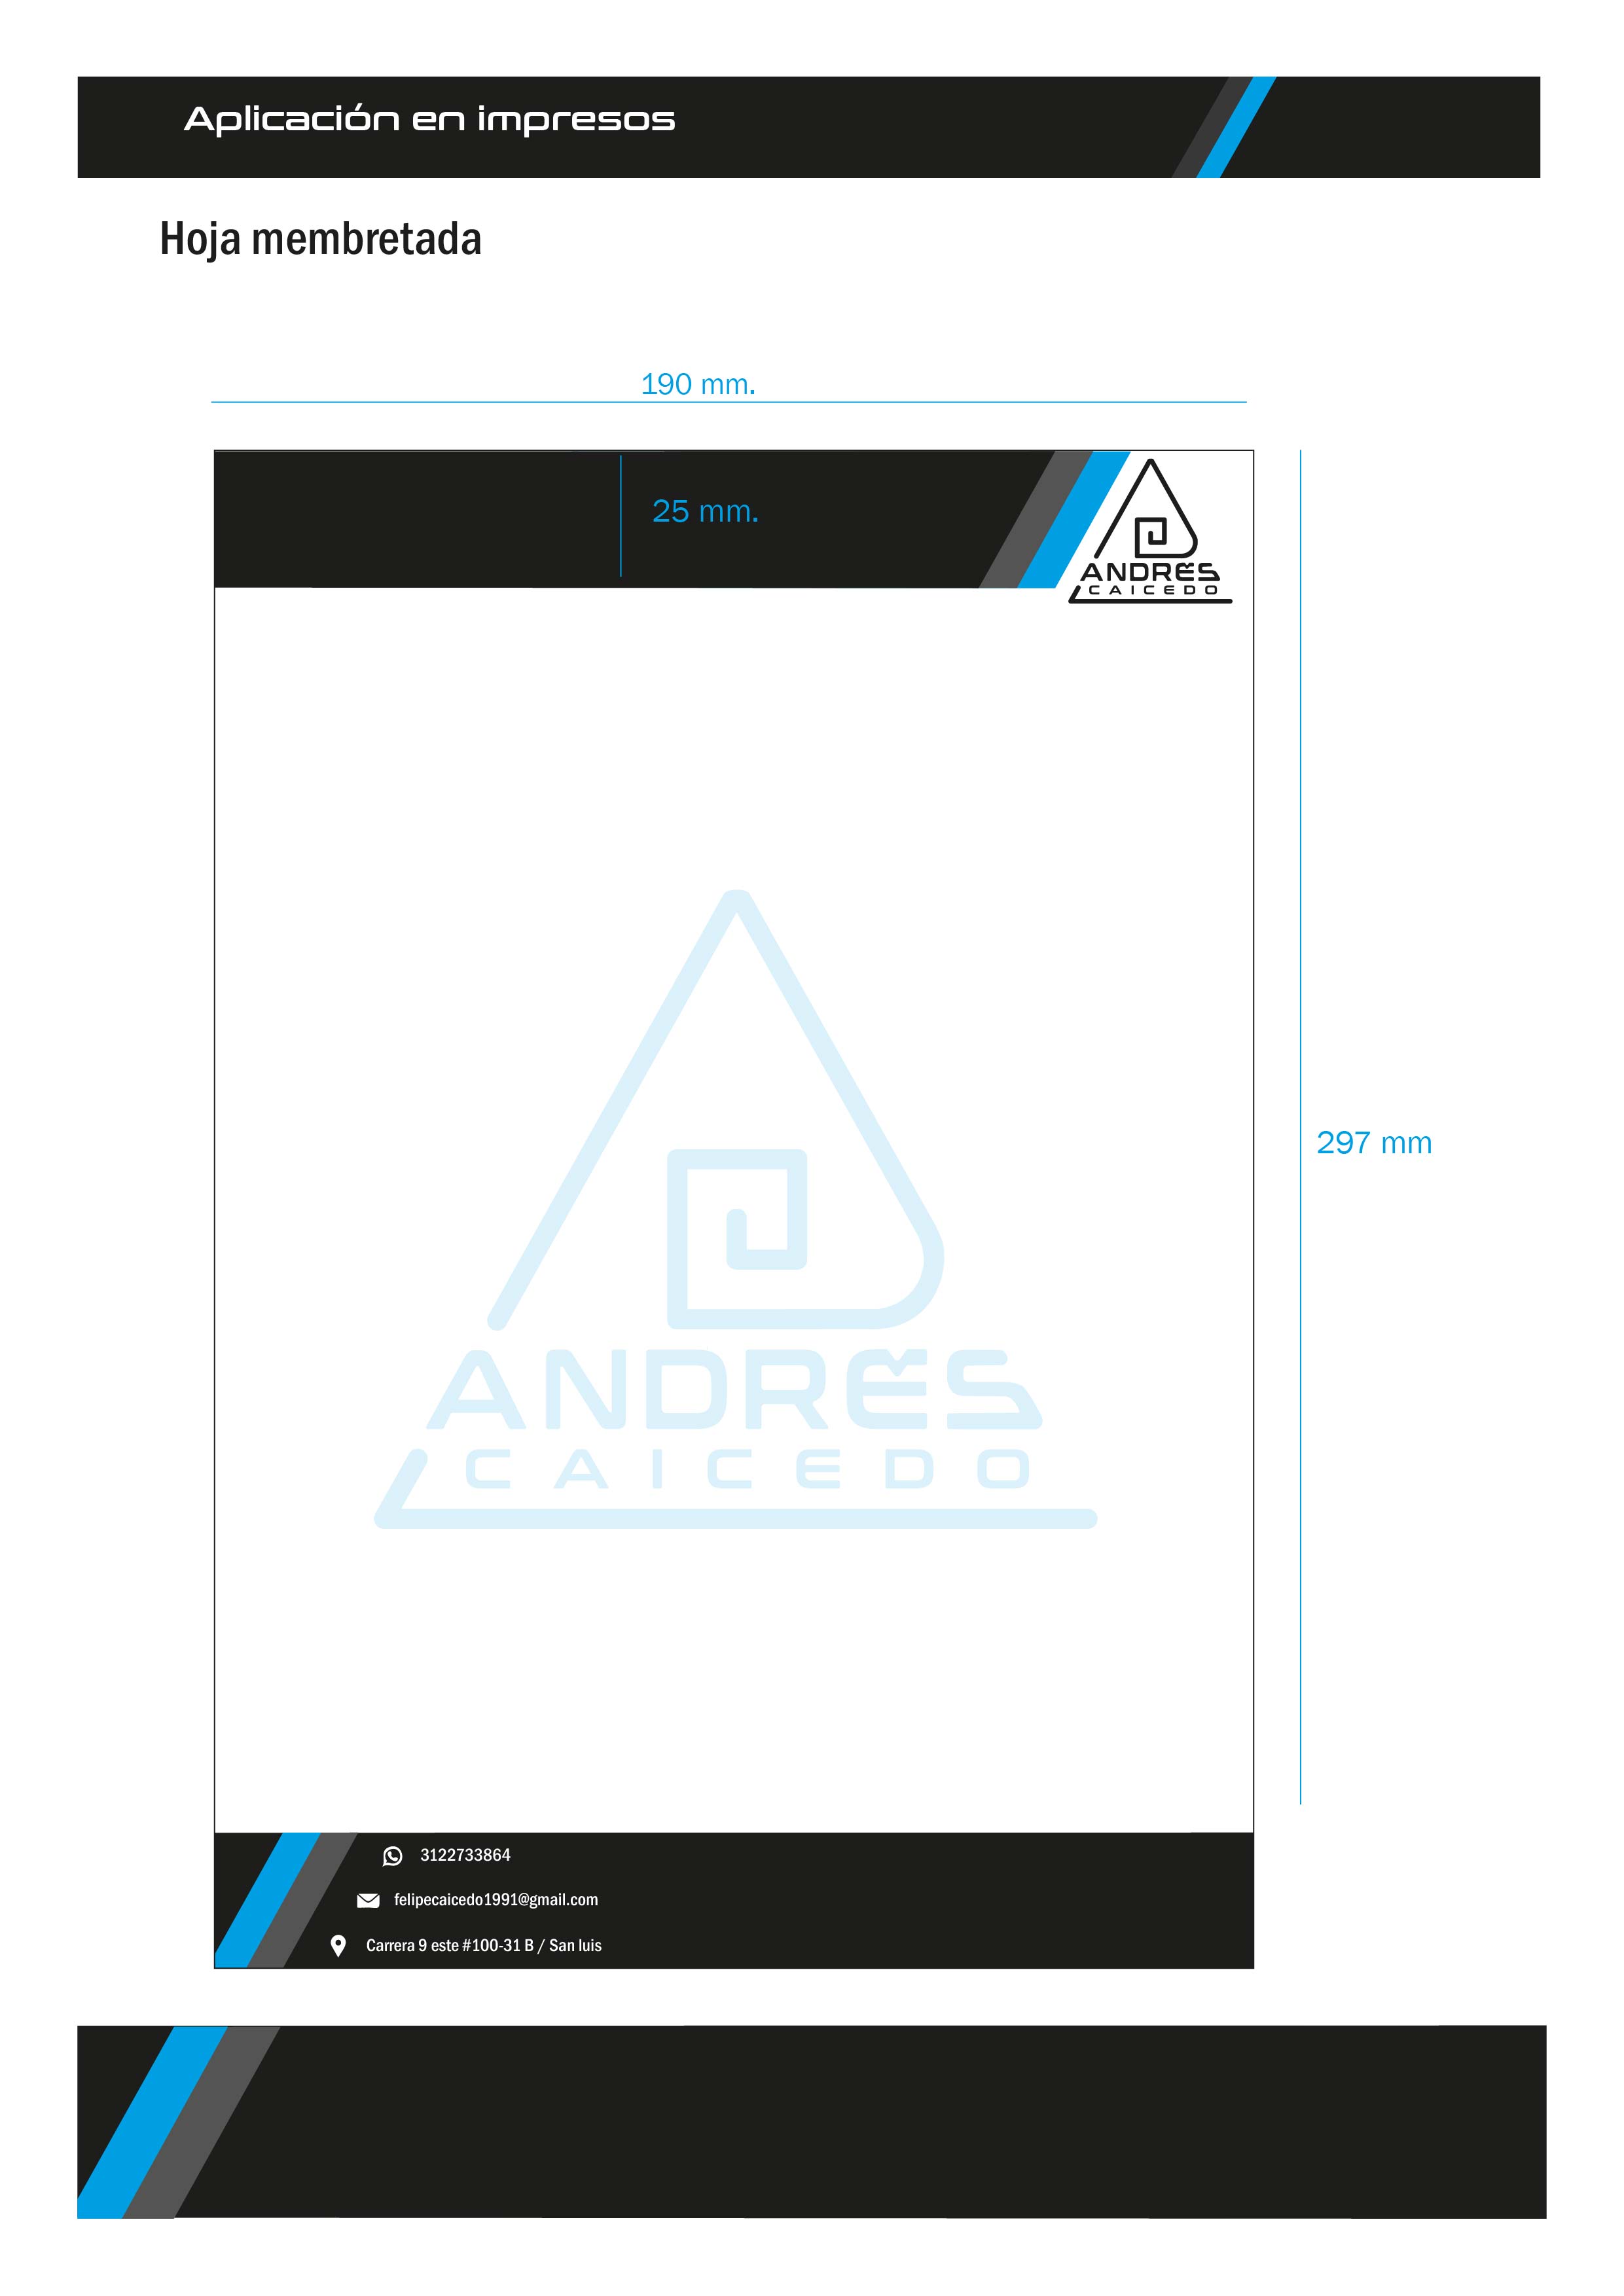 Aplicación en impresos
Hoja membretada
190 mm.
25 mm.
ANDRÉS
CAICEDO
297 mm
ANDRÉS
CAICEDO
3122733864
felipecaicedo1991@gmail.com
Carrera 9 este #100-31 B / San luis